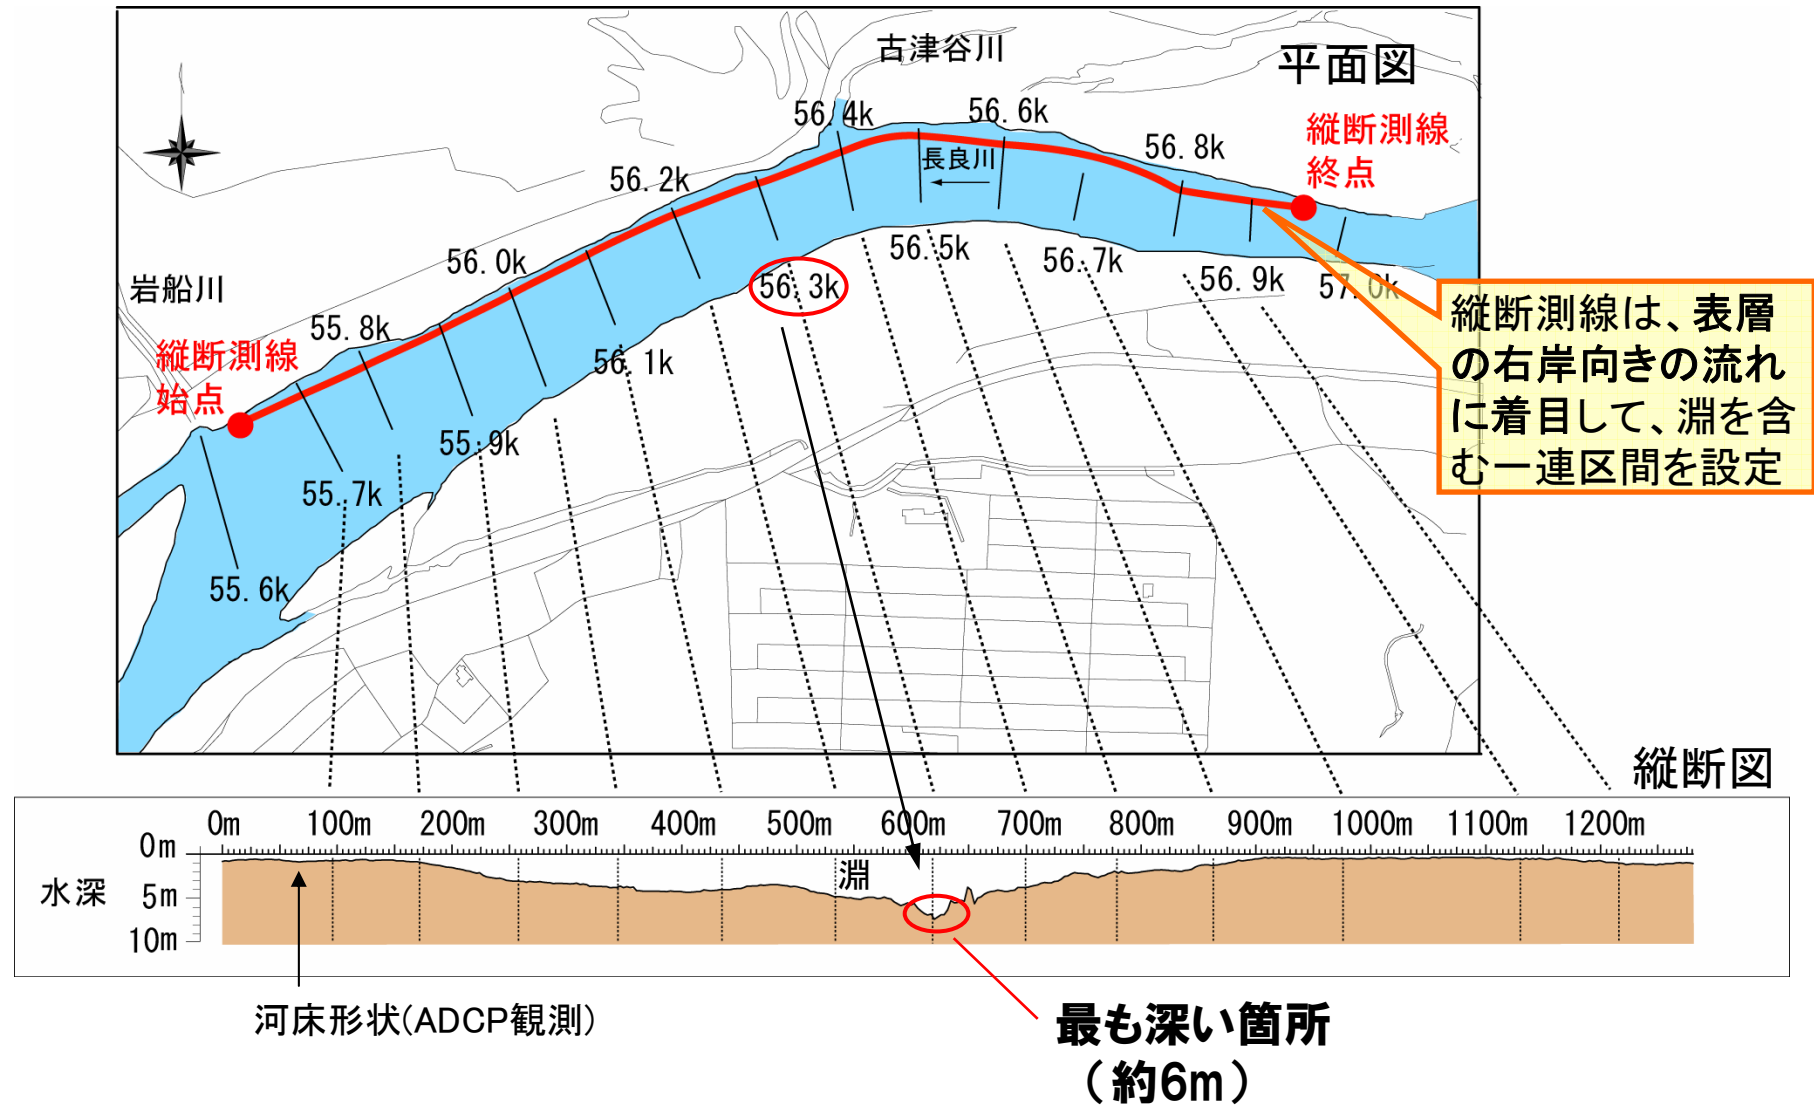 平面図
古津谷川
56.4k
56.6k
縦断測線
終点
56.8k
長良川
56.2k
56.0k
56.5k
56.7k
56.9k
57.0k
56.3k
岩船川
55.8k
縦断測線
始点
56.1k
55.9k
55.7k
55.6k
縦断測線は、表層
の右岸向きの流れ
に着目して、淵を含
む一連区間を設定
縦断図
0m 100m 200m 300m 400m 500m 600m 700m 800m 900m 1000m 1100m 1200m
0m
水深
5m
10m
淵
河床形状(ADCP観測)
最も深い箇所
(約6m)